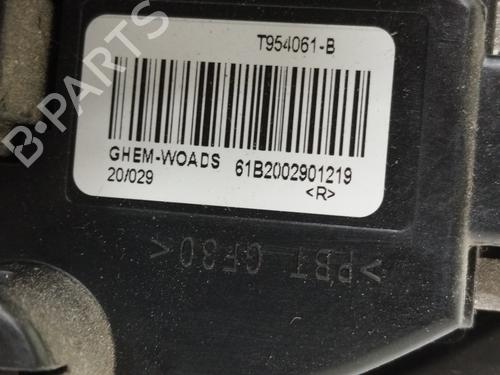 T954061-B
GHEM-WOADS 61B2002901219
20/029 <R>
>PBT GF30<
B-PARTS